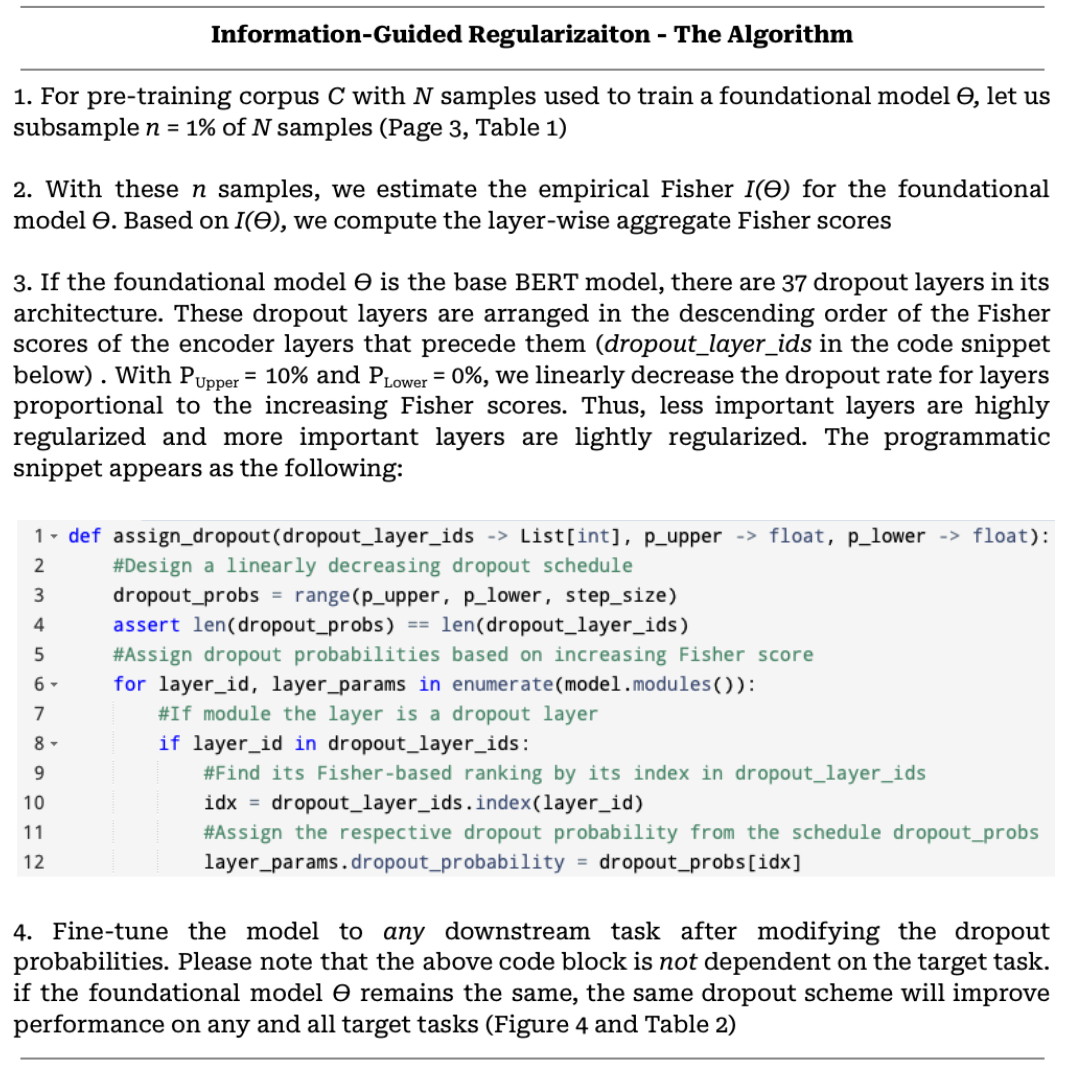 Information-Guided Regularizaiton - The Algorithm
1. For pre-training corpus C with N samples used to train a foundational model Θ, let us
subsample n = 1% of N samples (Page 3, Table 1)
2. With these n samples, we estimate the empirical Fisher I(Θ) for the foundational
model Θ. Based on I(Θ), we compute the layer-wise aggregate Fisher scores
3. If the foundational model Θ is the base BERT model, there are 37 dropout layers in its
architecture. These dropout layers are arranged in the descending order of the Fisher
scores of the encoder layers that precede them (dropout_layer_ids in the code snippet
below) . With PUpper = 10% and PLower = 0%, we linearly decrease the dropout rate for layers
proportional to the increasing Fisher scores. Thus, less important layers are highly
regularized and more important layers are lightly regularized. The programmatic
snippet appears as the following:
1 def assign_dropout(dropout_layer_ids -> List[int], p_upper -> float, p_lower -> float):
2 #Design a linearly decreasing dropout schedule
3 dropout_probs = range(p_upper, p_lower, step_size)
4 assert len(dropout_probs) == len(dropout_layer_ids)
5 #Assign dropout probabilities based on increasing Fisher score
6 for layer_id, layer_params in enumerate(model.modules()):
7 #If module the layer is a dropout layer
8 if layer_id in dropout_layer_ids:
9 #Find its Fisher-based ranking by its index in dropout_layer_ids
10 idx = dropout_layer_ids.index(layer_id)
11 #Assign the respective dropout probability from the schedule dropout_probs
12 layer_params.dropout_probability = dropout_probs[idx]
4. Fine-tune the model to any downstream task after modifying the dropout
probabilities. Please note that the above code block is not dependent on the target task.
if the foundational model Θ remains the same, the same dropout scheme will improve
performance on any and all target tasks (Figure 4 and Table 2)